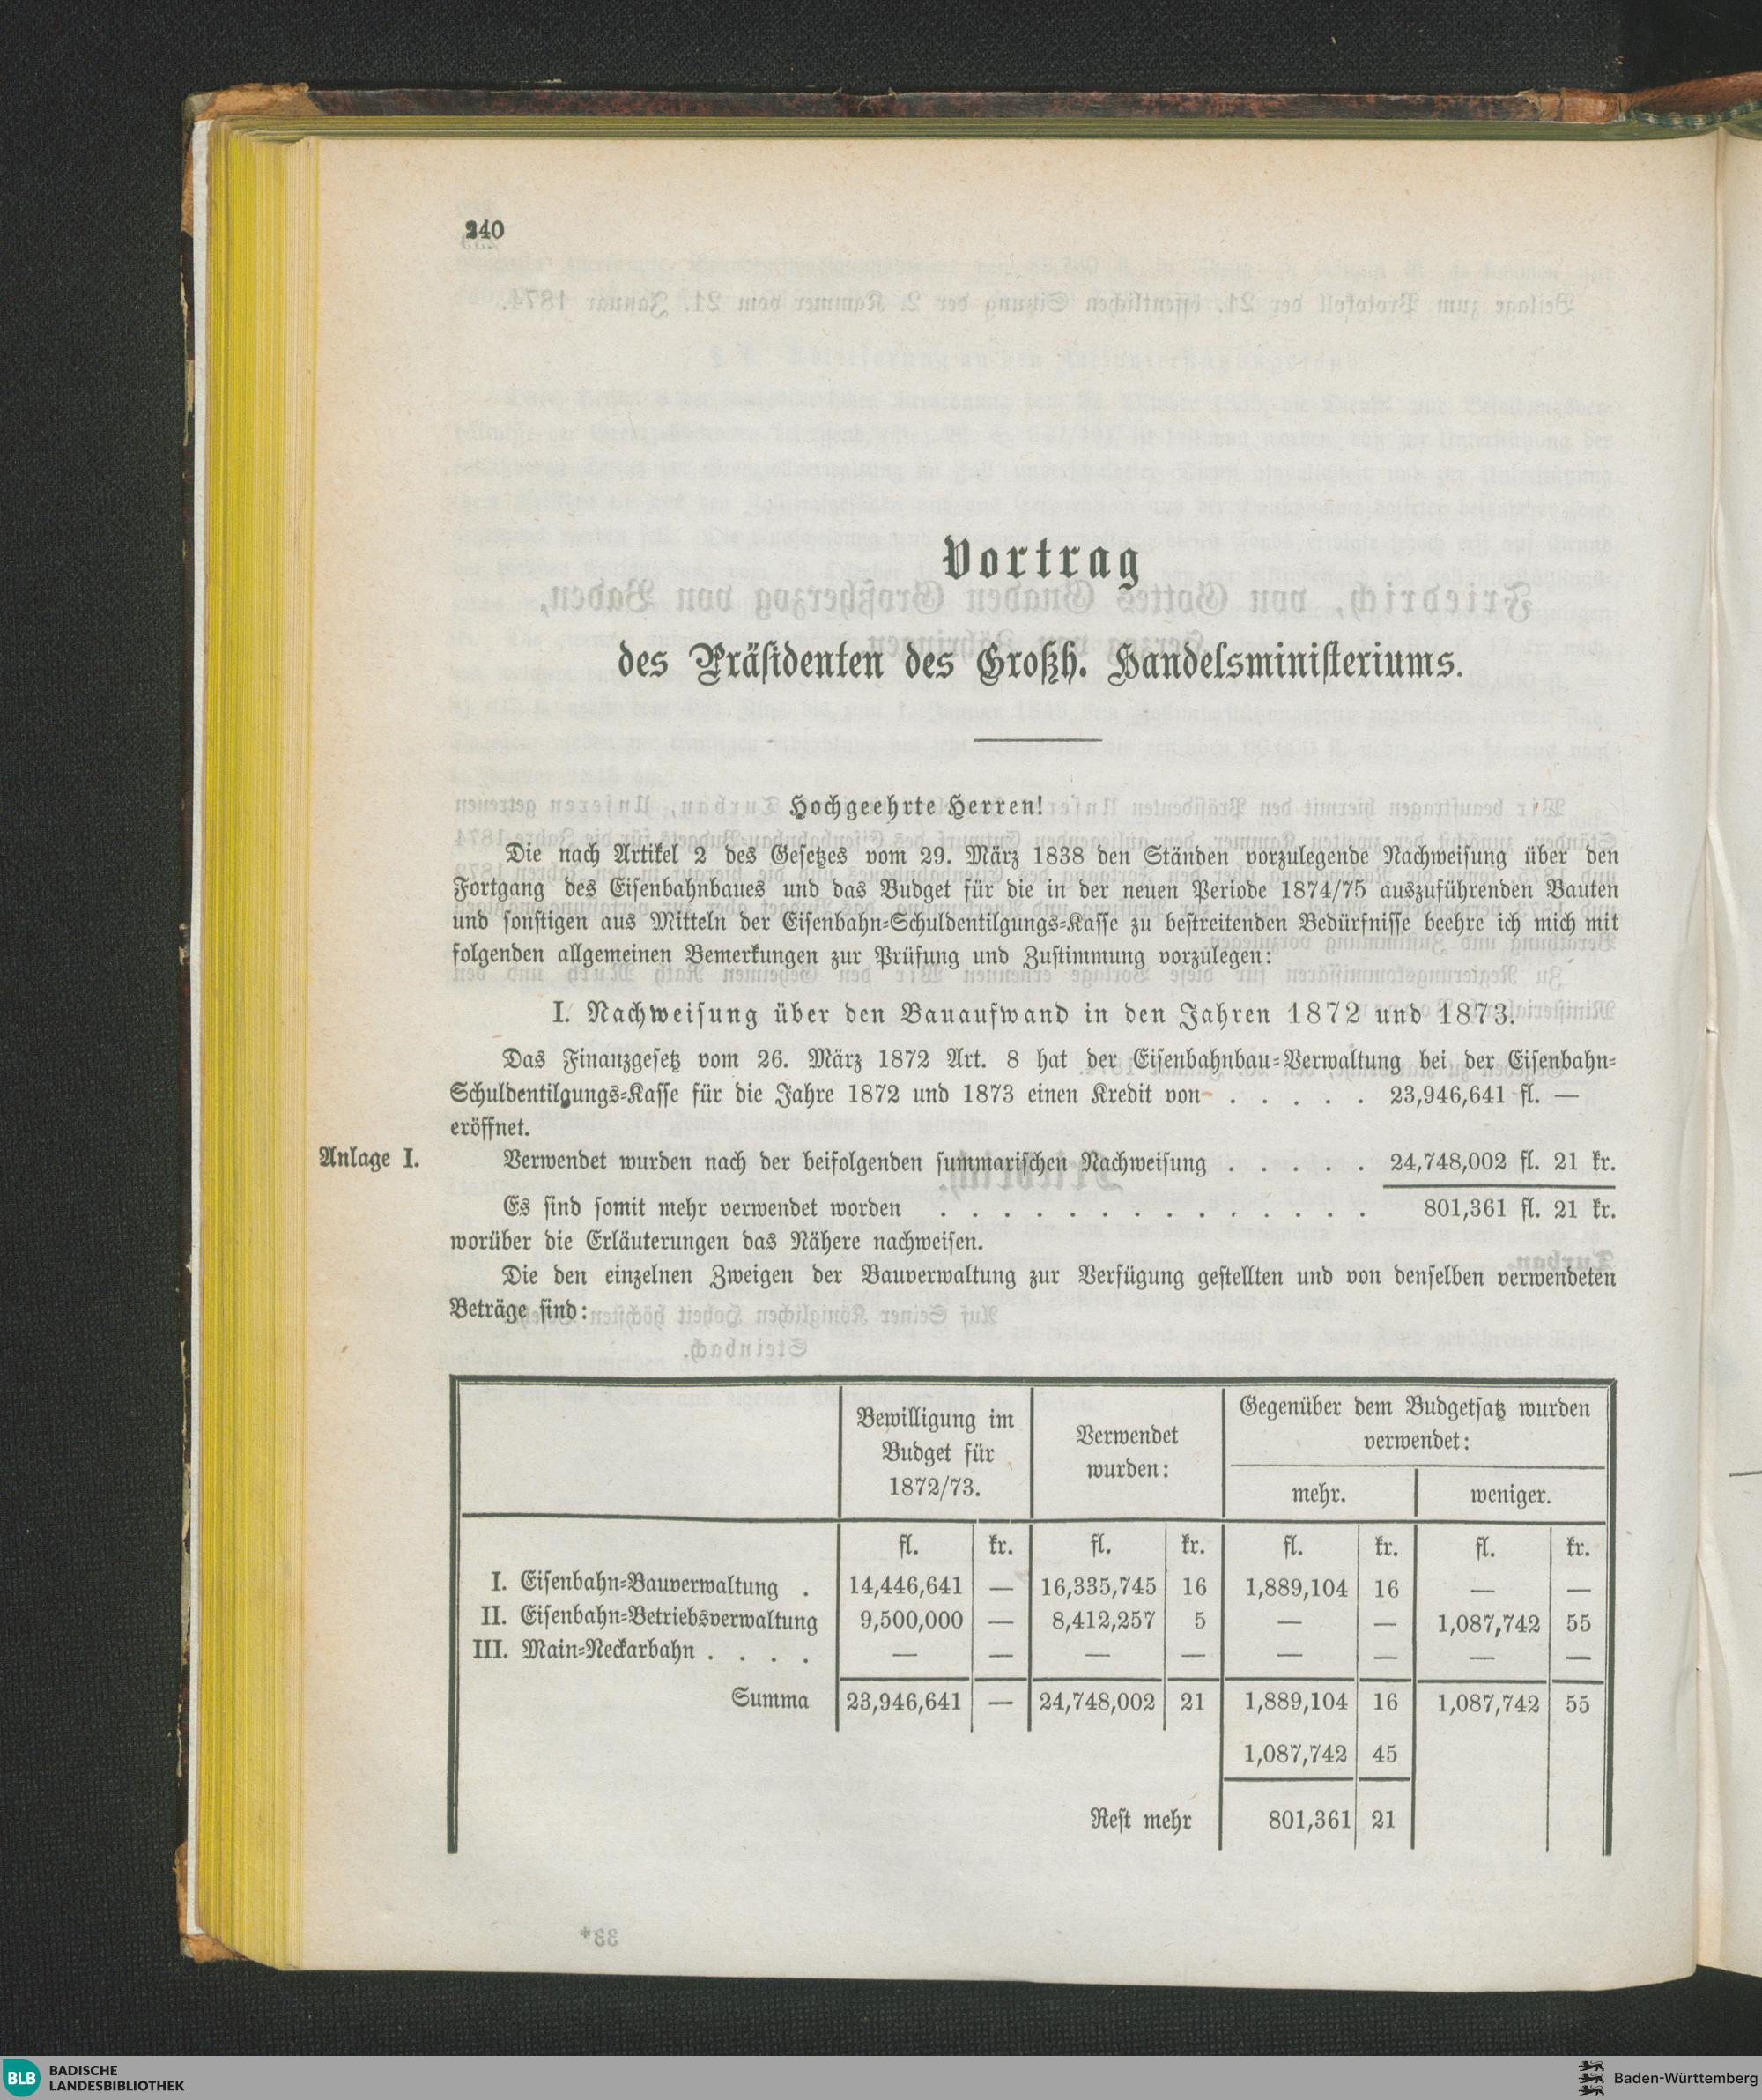 240
Vortrag
des Präsidenten des Großh. Handelsministeriums.
Hochgeehrte Herren!
Die nach Artikel 2 des Gesetzes vom 29. März 1838 den Ständen vorzulegende Nachweisung über den
Fortgang des Eisenbahnbaues und das Budget für die in der neuen Periode 1874/75 auszuführenden Bauten
und sonstigen aus Mitteln der Eisenbahn-Schuldentilgungs-Kasse zu bestreitenden Bedürfnisse beehre ich mich mit
folgenden allgemeinen Bemerkungen zur Prüfung und Zustimmung vorzulegen:
I. Nachweisung über den Bauaufwand in den Jahren 1872 und 1873.
Das Finanzgesetz vom 26. März 1872 Art. 8 hat der Eisenbahnbau-Verwaltung bei der Eisenbahn-
Schuldentilgungs-Kasse für die Jahre 1872 und 1873 einen Kredit von . . . . . 23,946,641 fl. —
eröffnet.
Anlage I. Verwendet wurden nach der beifolgenden summarischen Nachweisung . . . . . 24,748,002 fl. 21 kr.
Es sind somit mehr verwendet worden . . . . . . . . . . . . . . 801,361 fl. 21 kr.
worüber die Erläuterungen das Nähere nachweisen.
Die den einzelnen Zweigen der Bauverwaltung zur Verfügung gestellten und von denselben verwendeten
Beträge sind:
Bewilligung im
Budget für
1872/73.
Verwendet
wurden:
Gegenüber dem Budgetsatz wurden
verwendet:
mehr. weniger.
fl. kr. fl. kr. fl. kr. fl. kr.
I. Eisenbahn-Bauverwaltung . 14,446,641 — 16,335,745 16 1,889,104 16 — —
II. Eisenbahn-Betriebsverwaltung 9,500,000 — 8,412,257 5 — — 1,087,742 55
III. Main-Neckarbahn . . . . — — — — — — — —
Summa 23,946,641 — 24,748,002 21 1,889,104 16 1,087,742 55
1,087,742 45
Rest mehr 801,361 21
BLB BADISCHE
LANDESBIBLIOTHEK
Baden-Württemberg